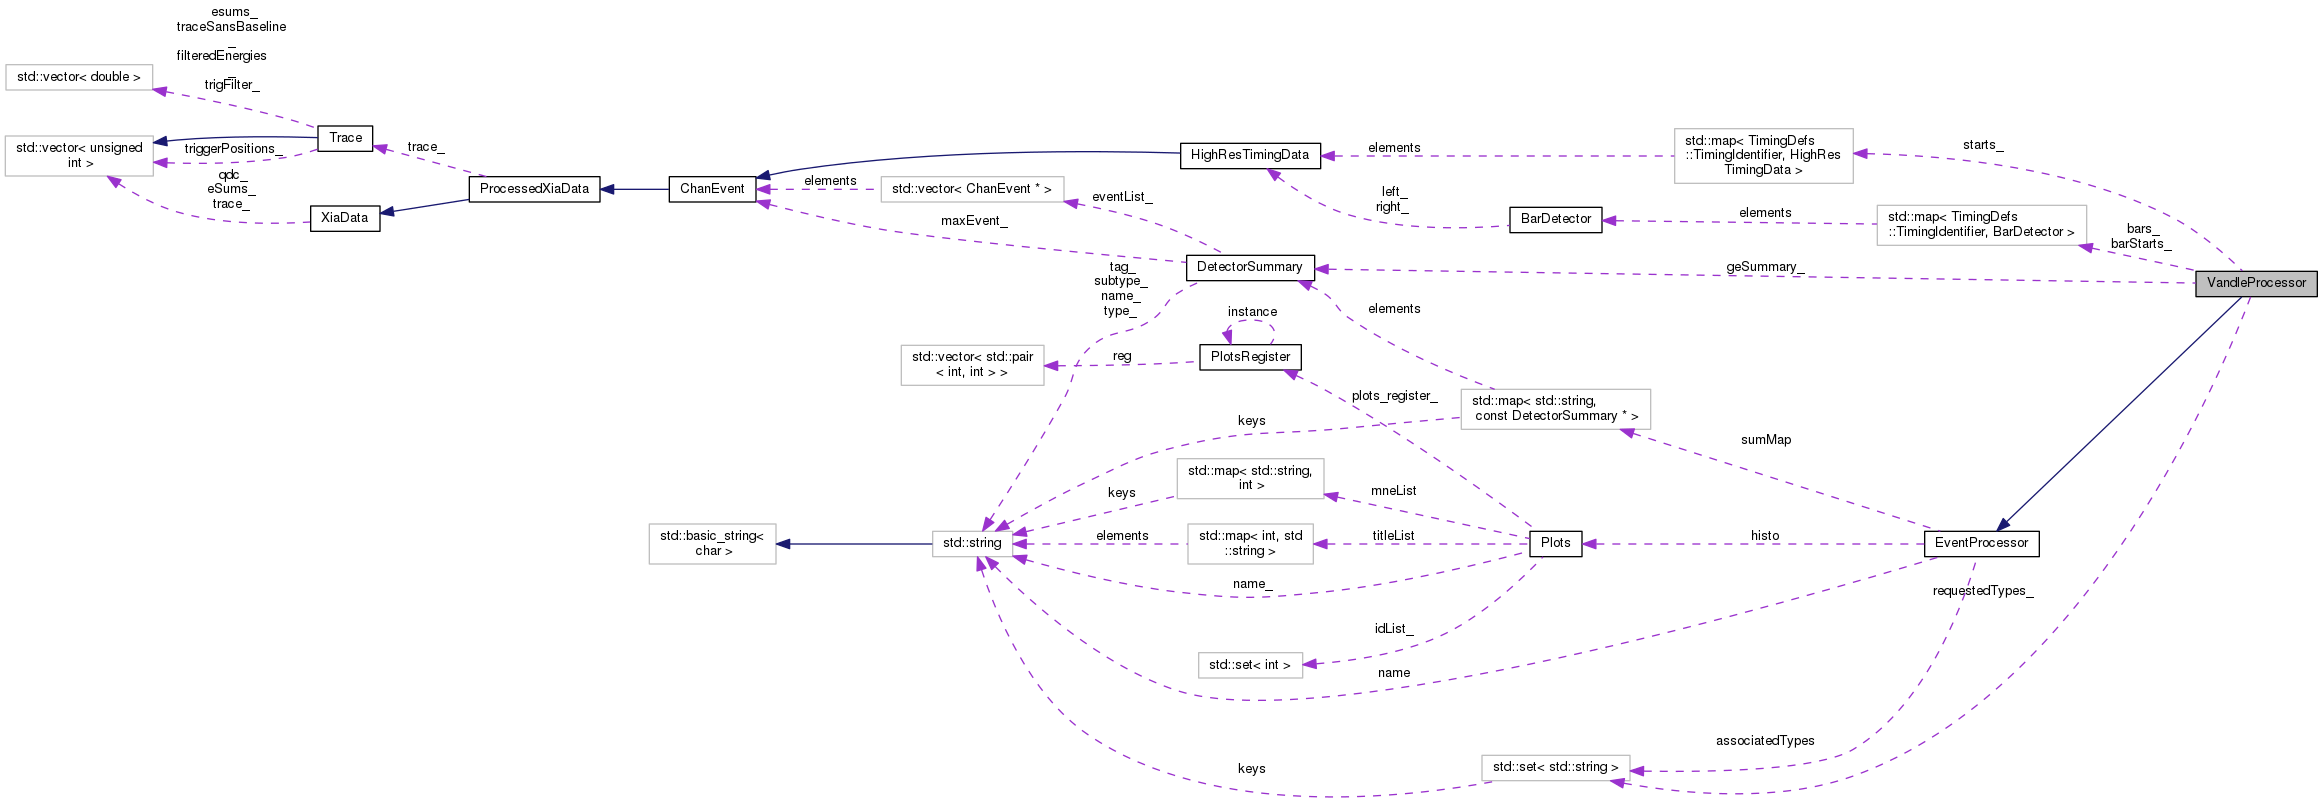 esums_
traceSansBaseline
_
filteredEnergies
_
trigFilter_
std::vector< double >
std::vector< unsigned
int >
triggerPositions_
qdc_
eSums_
trace_
Trace
XiaData
trace_
ProcessedXiaData
ChanEvent
elements
std::vector< ChanEvent * >
maxEvent_
eventList_
HighResTimingData
elements
left_
right_
BarDetector
std::map< TimingDefs
::TimingIdentifier, HighRes
TimingData >
starts_
elements
std::map< TimingDefs
::TimingIdentifier, BarDetector >
bars_
barStarts_
VandleProcessor
geSummary_
DetectorSummary
tag_
subtype_
name_
type_
instance
PlotsRegister
reg
std::vector< std::pair
< int, int > >
elements
plots_register_
std::map< std::string,
const DetectorSummary * >
keys
sumMap
std::map< std::string,
int >
keys
mneList
std::basic_string<
char >
std::string
elements
std::map< int, std
::string >
titleList
Plots
histo
EventProcessor
name_
idList_
std::set< int >
name
requestedTypes_
associatedTypes
std::set< std::string >
keys